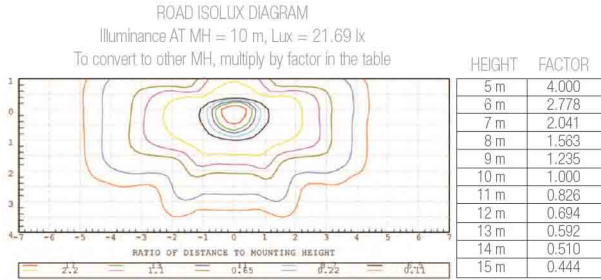 ROAD ISOLUX DIAGRAM
Illuminance AT MH = 10 m, Lux = 21.69 lx
To convert to other MH, multiply by factor in the table
HEIGHT FACTOR
5 m 4.000
6 m 2.778
7 m 2.041
8 m 1.563
9 m 1.235
10 m 1.000
11 m 0.826
12 m 0.694
13 m 0.592
14 m 0.510
15 m 0.444
1
0
1
2
3
4
-7 -6 -5 -4 -3 -2 -1 0 1 2 3 4 5 6 7
RATIO OF DISTANCE TO MOUNTING HEIGHT
2.2 1.1 0.65 0.22 0.11